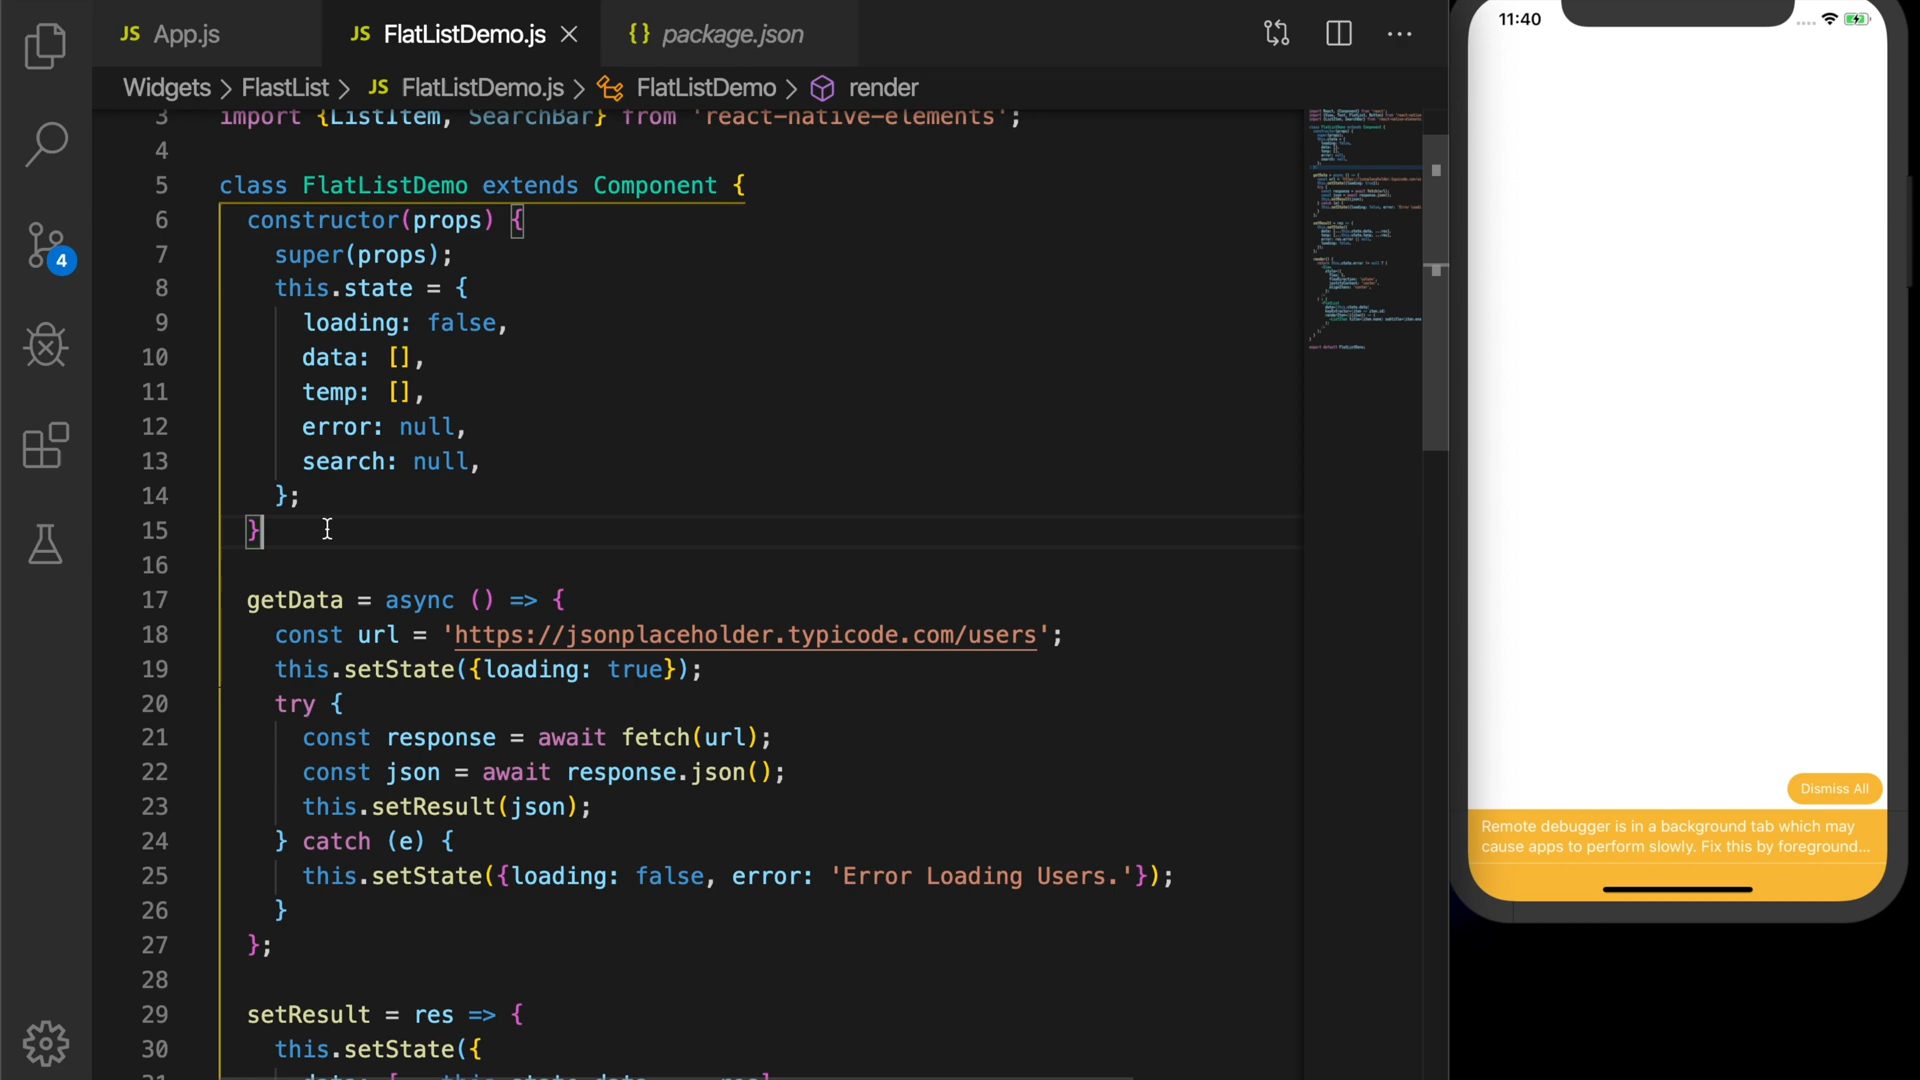 JS App.js
JS FlatListDemo.js
{} package.json
Widgets > FlastList > JS FlatListDemo.js > FlatListDemo > render
3 import {ListItem, SearchBar} from 'react-native-elements';
4
5 class FlatListDemo extends Component {
6 constructor(props) {
7 super(props);
8 this.state = {
9 loading: false,
10 data: [],
11 temp: [],
12 error: null,
13 search: null,
14 };
15 }
16
17 getData = async () => {
18 const url = 'https://jsonplaceholder.typicode.com/users';
19 this.setState({loading: true});
20 try {
21 const response = await fetch(url);
22 const json = await response.json();
23 this.setResult(json);
24 } catch (e) {
25 this.setState({loading: false, error: 'Error Loading Users.'});
26 }
27 };
28
29 setResult = res => {
30 this.setState({
4
11:40
Dismiss All
Remote debugger is in a background tab which may
cause apps to perform slowly. Fix this by foreground...